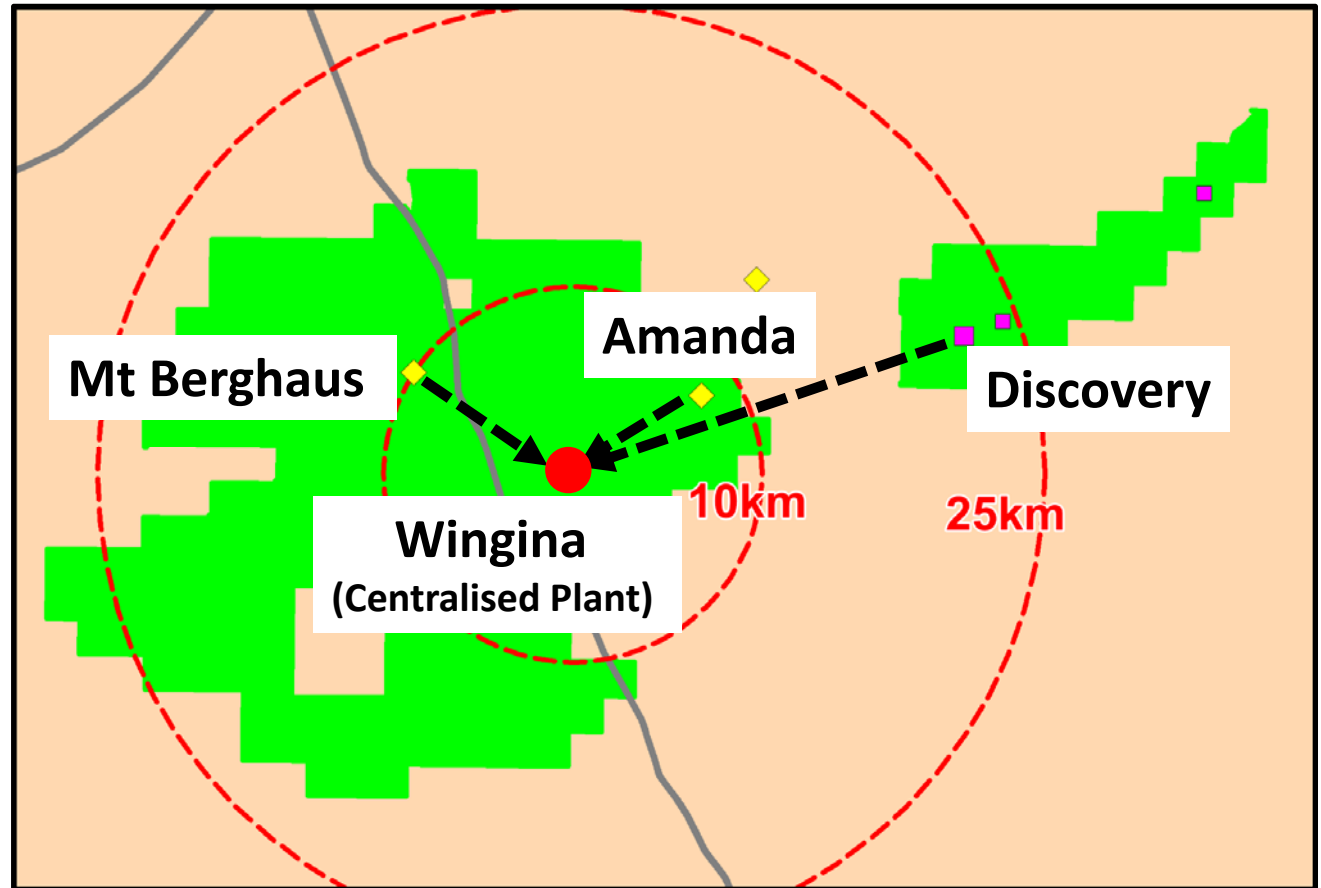 Amanda
Mt Berghaus
Discovery
10km
25km
Wingina
(Centralised Plant)